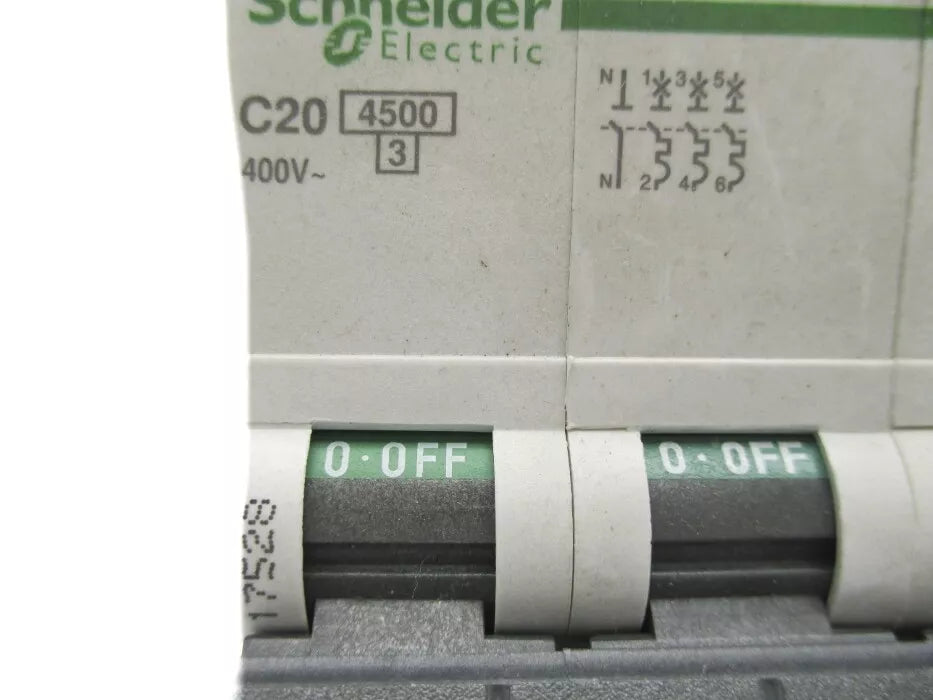 Schneider
Electric
C20 4500
3
400V~
N 1 3 5
N 2 4 6
0·OFF
0·OFF
17528